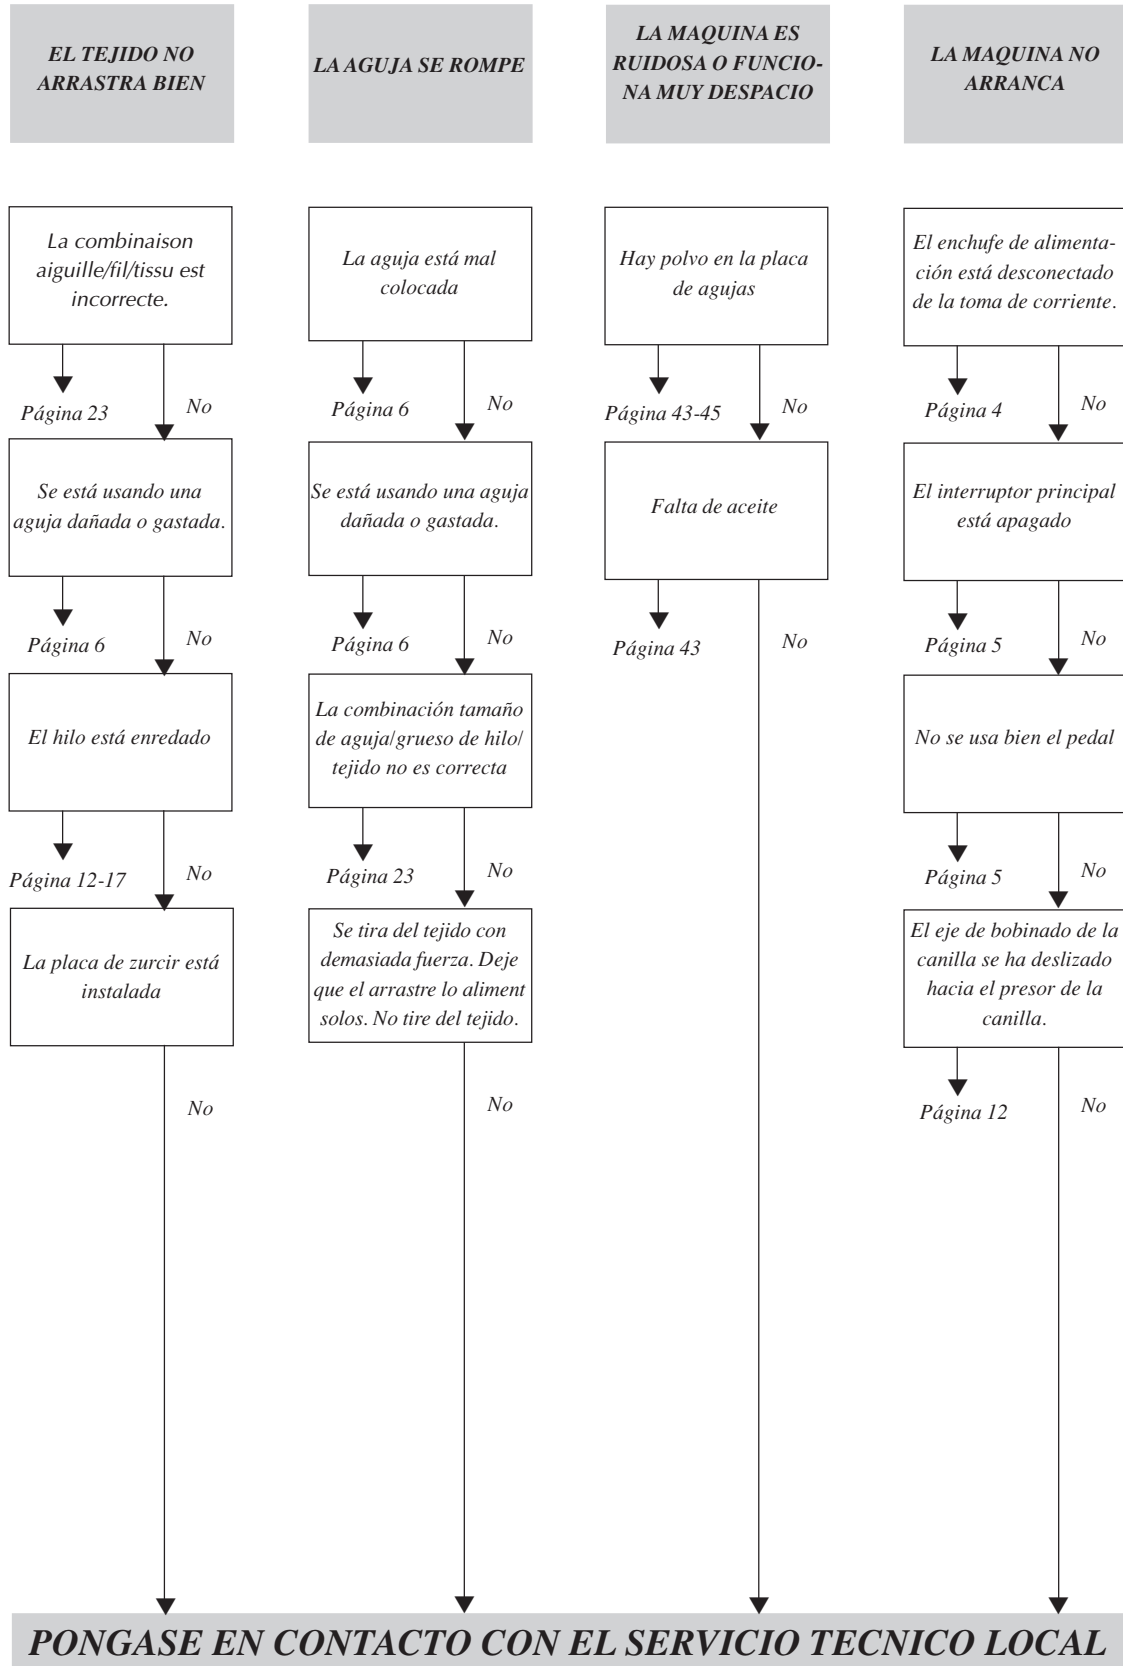 EL TEJIDO NO
ARRASTRA BIEN
LA AGUJA SE ROMPE
LA MAQUINA ES
RUIDOSA O FUNCIO-
NA MUY DESPACIO
LA MAQUINA NO
ARRANCA
La combinaison
aiguille/fil/tissu est
incorrecte.
Página 23
No
Se está usando una
aguja dañada o gastada.
Página 6
No
El hilo está enredado
Página 12-17
No
La placa de zurcir está
instalada
No
La aguja está mal
colocada
Página 6
No
Se está usando una aguja
dañada o gastada.
Página 6
No
La combinación tamaño
de aguja/grueso de hilo/
tejido no es correcta
Página 23
No
Se tira del tejido con
demasiada fuerza. Deje
que el arrastre lo aliment
solos. No tire del tejido.
No
Hay polvo en la placa
de agujas
Página 43-45
No
Falta de aceite
Página 43
No
El enchufe de alimenta-
ción está desconectado
de la toma de corriente.
Página 4
No
El interruptor principal
está apagado
Página 5
No
No se usa bien el pedal
Página 5
No
El eje de bobinado de la
canilla se ha deslizado
hacia el presor de la
canilla.
Página 12
No
PONGASE EN CONTACTO CON EL SERVICIO TECNICO LOCAL